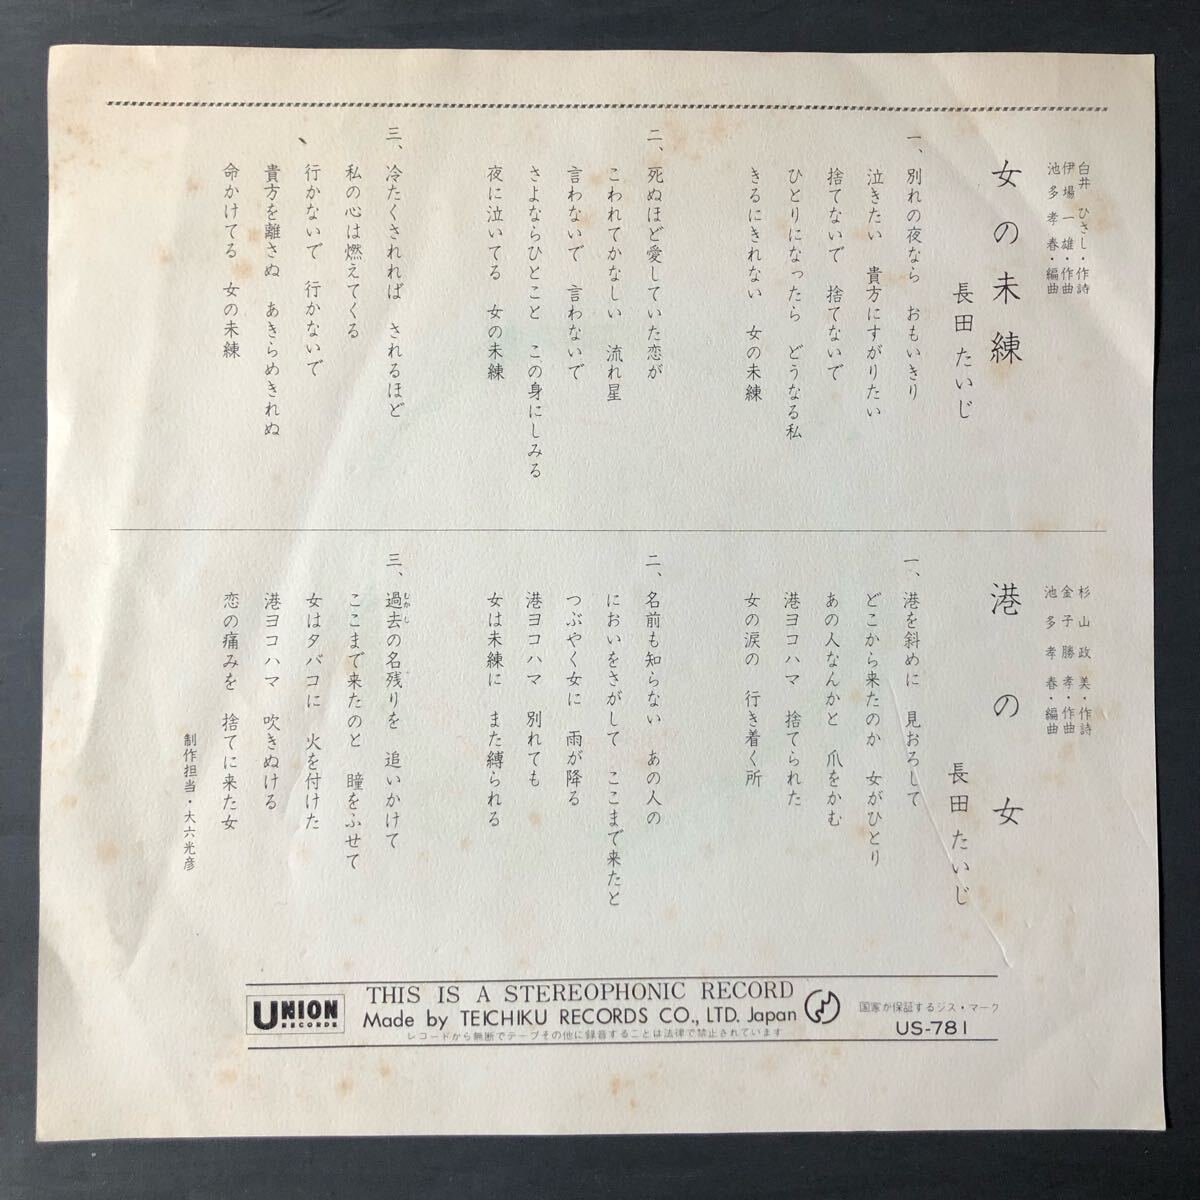 女の未練
白井 ひさし・作詩
伊場 一雄・作曲
池多 孝春・編曲
長田 たいじ
一、別れの夜なら おもいきり
泣きたい 貴方にすがりたい
捨てないで 捨てないで
ひとりになったら どうなる私
きるにきれない 女の未練
二、死ぬほど愛していた恋が
こわれてかなしい 流れ星
言わないで 言わないで
さよならひとこと この身にしみる
夜に泣いてる 女の未練
三、冷たくされれば されるほど
私の心は燃えてくる
行かないで 行かないで
貴方を離さぬ あきらめきれぬ
命かけてる 女の未練
港の女
杉山 政美・作詩
金子 勝孝・作曲
池多 孝春・編曲
長田 たいじ
一、港を斜めに 見おろして
どこから来たのか 女がひとり
あの人なんかと 爪をかむ
港ヨコハマ 捨てられた
女の涙の 行き着く所
二、名前も知らない あの人の
においをさがして ここまで来たと
つぶやく女に 雨が降る
港ヨコハマ 別れても
女は未練に また縛られる
三、過去の名残りを 追いかけて
むかし
ここまで来たのと 瞳をふせて
女はタバコに 火を付けた
港ヨコハマ 吹きぬける
恋の痛みを 捨てに来た女
制作担当・大六光彦
UNION
RECORDS
THIS IS A STEREOPHONIC RECORD
Made by TEICHIKU RECORDS CO., LTD. Japan
レコードから無断でテープその他に録音することは法律で禁止されています
国家が保証するジス・マーク
US-781